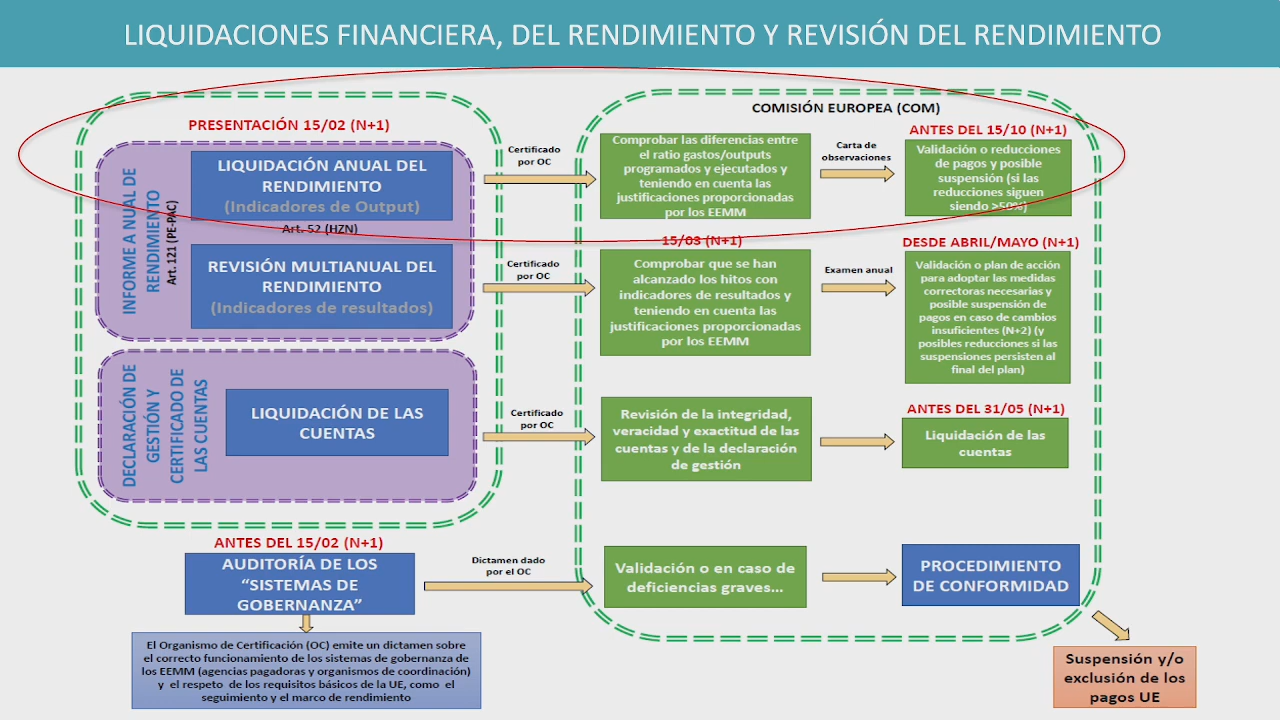 LIQUIDACIONES FINANCIERA, DEL RENDIMIENTO Y REVISIÓN DEL RENDIMIENTO
PRESENTACIÓN 15/02 (N+1)
INFORME A NUAL DE
RENDIMIENTO
Art. 121 (PE-PAC)
LIQUIDACIÓN ANUAL DEL
RENDIMIENTO
(Indicadores de Output)
Art. 52 (HZN)
REVISIÓN MULTIANUAL DEL
RENDIMIENTO
(Indicadores de resultados)
DECLARACIÓN DE
GESTIÓN Y
CERTIFICADO DE
LAS CUENTAS
LIQUIDACIÓN DE LAS
CUENTAS
Certificado
por OC
Certificado
por OC
Certificado
por OC
COMISIÓN EUROPEA (COM)
Comprobar las diferencias entre
el ratio gastos/outputs
programados y ejecutados y
teniendo en cuenta las
justificaciones proporcionadas
por los EEMM
Carta de
observaciones
ANTES DEL 15/10 (N+1)
Validación o reducciones
de pagos y posible
suspensión (si las
reducciones siguen
siendo >50%)
15/03 (N+1)
Comprobar que se han
alcanzado los hitos con
indicadores de resultados y
teniendo en cuenta las
justificaciones proporcionadas
por los EEMM
Examen anual
DESDE ABRIL/MAYO (N+1)
Validación o plan de acción
para adoptar las medidas
correctoras necesarias y
posible suspensión de
pagos en caso de cambios
insuficientes (N+2) (y
posibles reducciones si las
suspensiones persisten al
final del plan)
Revisión de la integridad,
veracidad y exactitud de las
cuentas y de la declaración
de gestión
ANTES DEL 31/05 (N+1)
Liquidación de las
cuentas
ANTES DEL 15/02 (N+1)
AUDITORÍA DE LOS
“SISTEMAS DE
GOBERNANZA”
Dictamen dado
por el OC
Validación o en caso de
deficiencias graves...
PROCEDIMIENTO
DE CONFORMIDAD
El Organismo de Certificación (OC) emite un dictamen sobre
el correcto funcionamiento de los sistemas de gobernanza de
los EEMM (agencias pagadoras y organismos de coordinación)
y el respeto de los requisitos básicos de la UE, como el
seguimiento y el marco de rendimiento
Suspensión y/o
exclusión de los
pagos UE